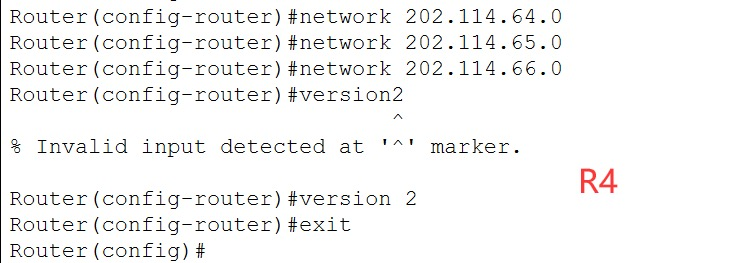 Router(config-router)#network 202.114.64.0
Router(config-router)#network 202.114.65.0
Router(config-router)#network 202.114.66.0
Router(config-router)#version2
^
% Invalid input detected at '^' marker.
R4
Router(config-router)#version 2
Router(config-router)#exit
Router(config)#